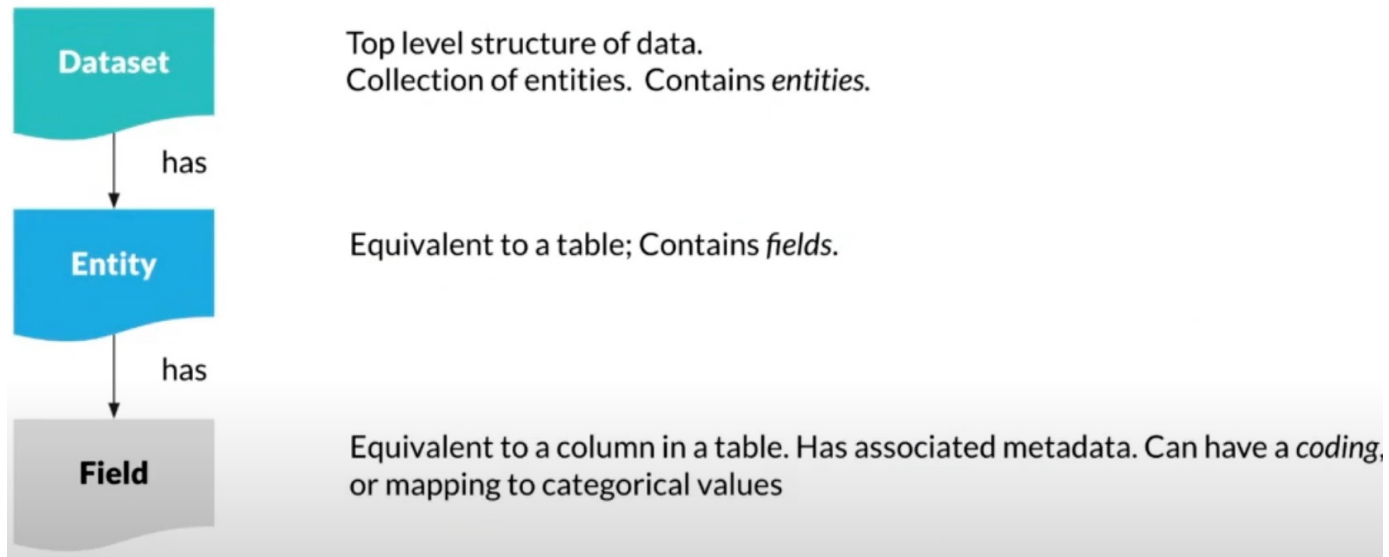 Dataset
Top level structure of data.
Collection of entities. Contains entities.
has
Entity
Equivalent to a table; Contains fields.
has
Field
Equivalent to a column in a table. Has associated metadata. Can have a coding,
or mapping to categorical values